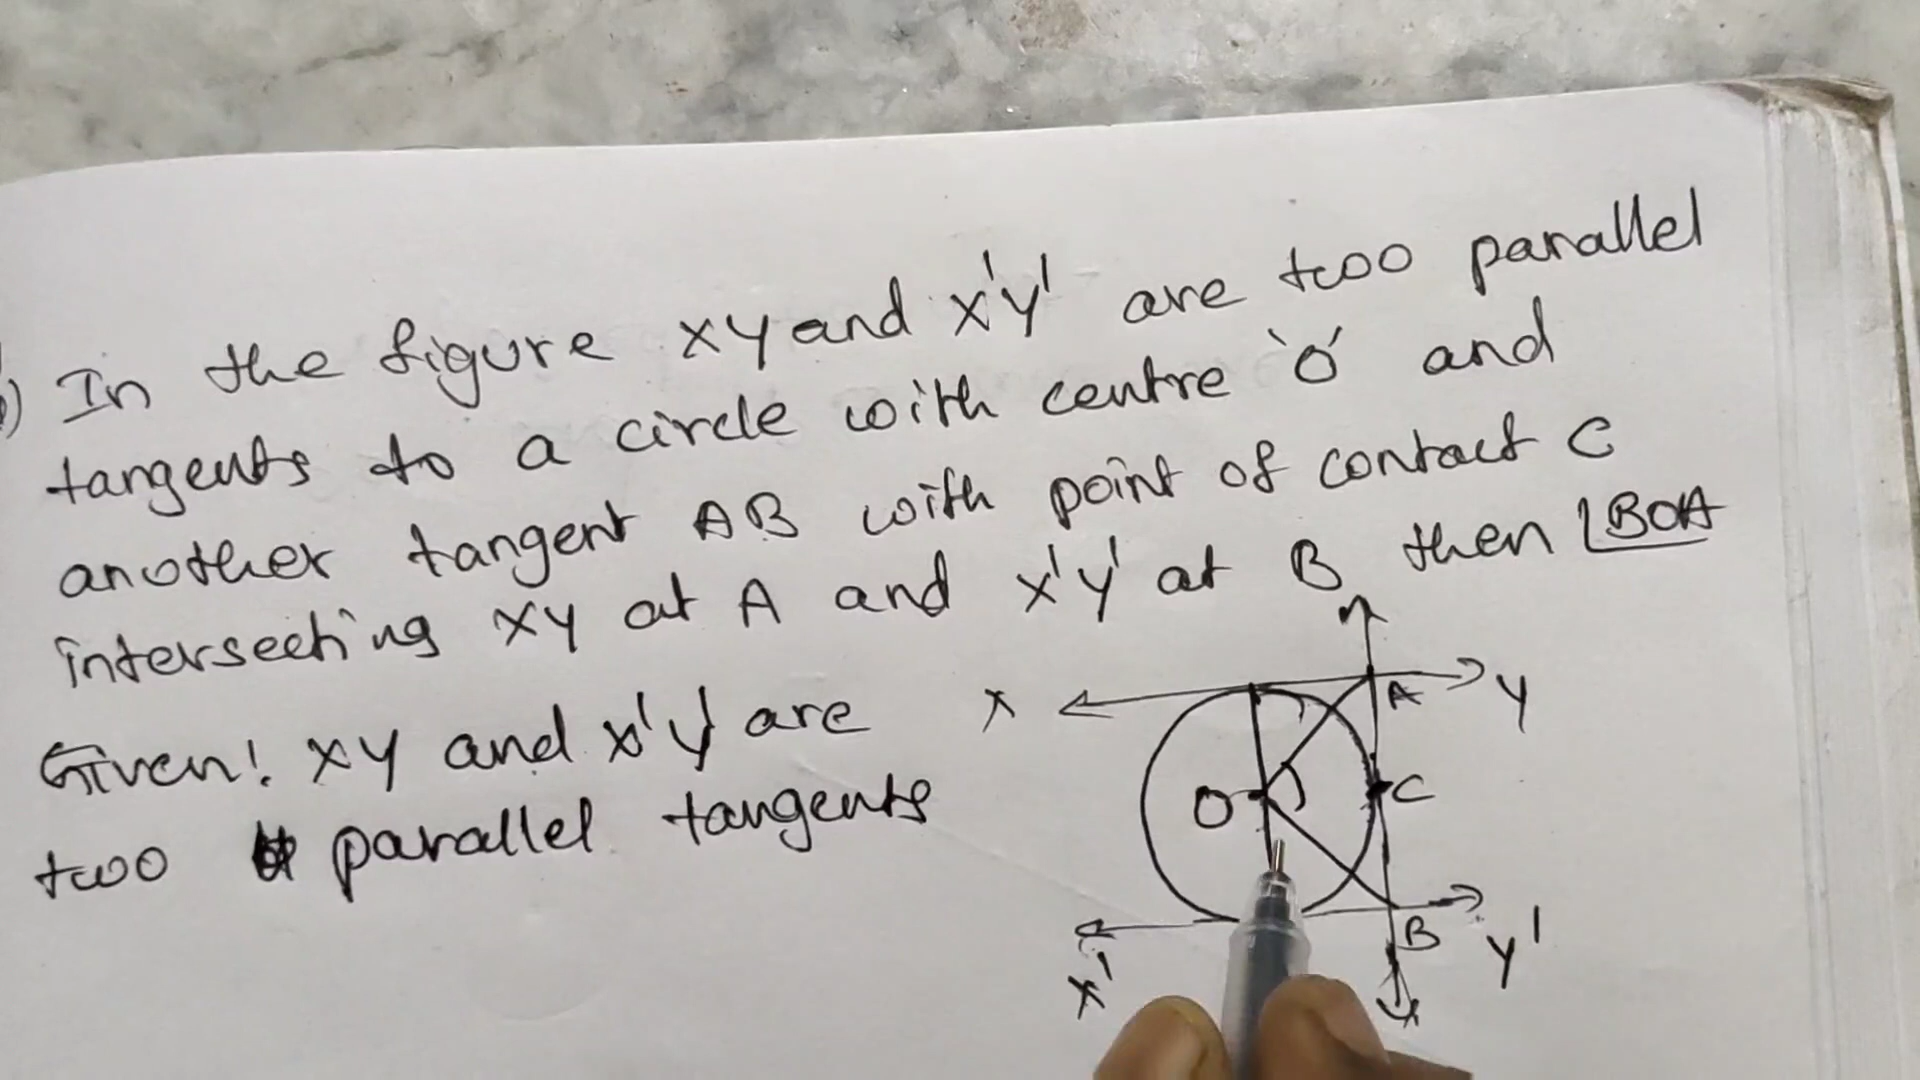 In the figure XY and X'Y' are two parallel
tangents to a circle with centre 'O' and
another tangent AB with point of contact C
intersecting XY at A and X'Y' at B then ∠BOA
Given: XY and X'Y' are
two parallel tangents
X
A
Y
O
C
B
X'
Y'